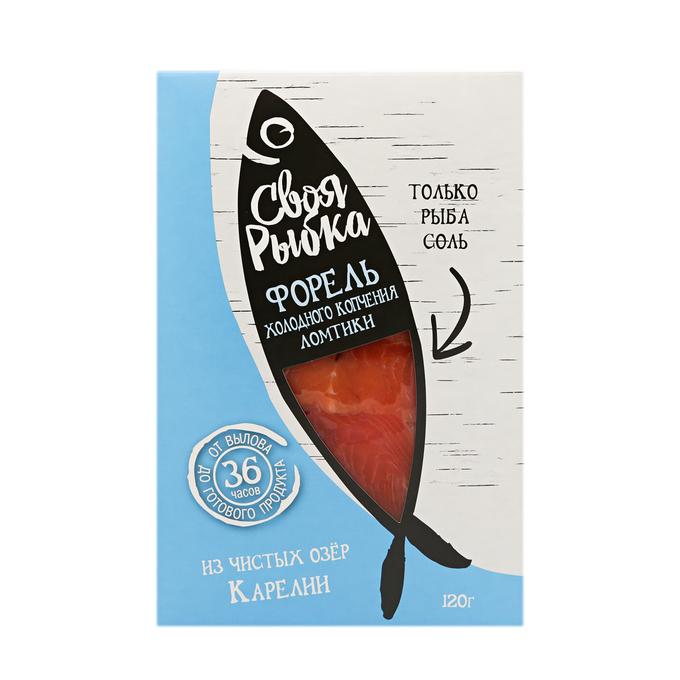 Своя
Рыбка
ФОРЕЛЬ
ХОЛОДНОГО КОПЧЕНИЯ
ЛОМТИКИ
ТОЛЬКО
РЫБА
СОЛЬ
ОТ ВЫЛОВА
36
ЧАСОВ
ДО ГОТОВОГО ПРОДУКТА
ИЗ ЧИСТЫХ ОЗЁР
КАРЕЛИИ
120г